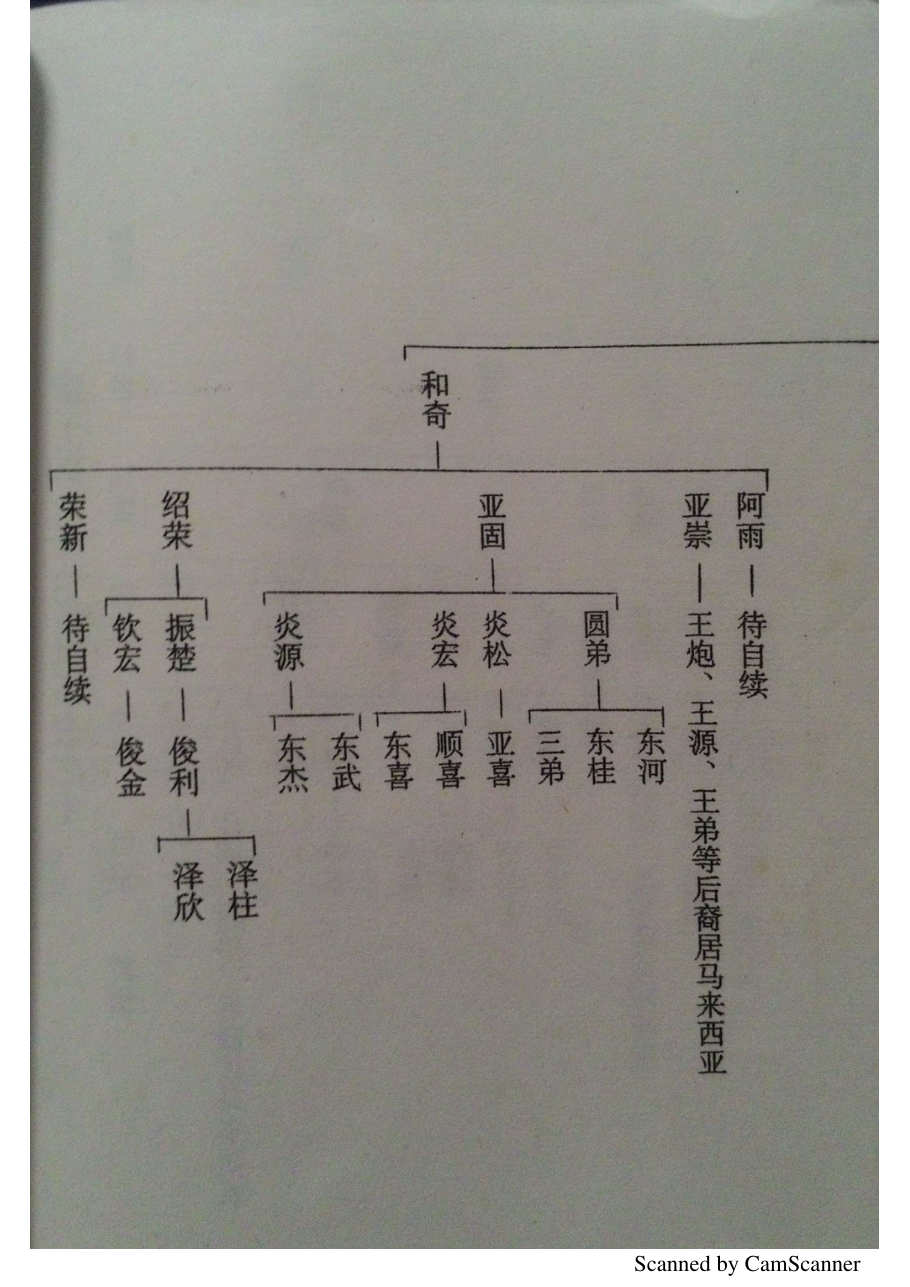 和奇
阿雨
亚崇
亚固
绍荣
荣新
待自续
王炮、王源、王弟等后裔居马来西亚
圆弟
炎松
炎宏
炎源
振楚
钦宏
待自续
东河
东桂
三弟
亚喜
顺喜
东喜
东武
东杰
俊利
俊金
泽柱
泽欣
Scanned by CamScanner